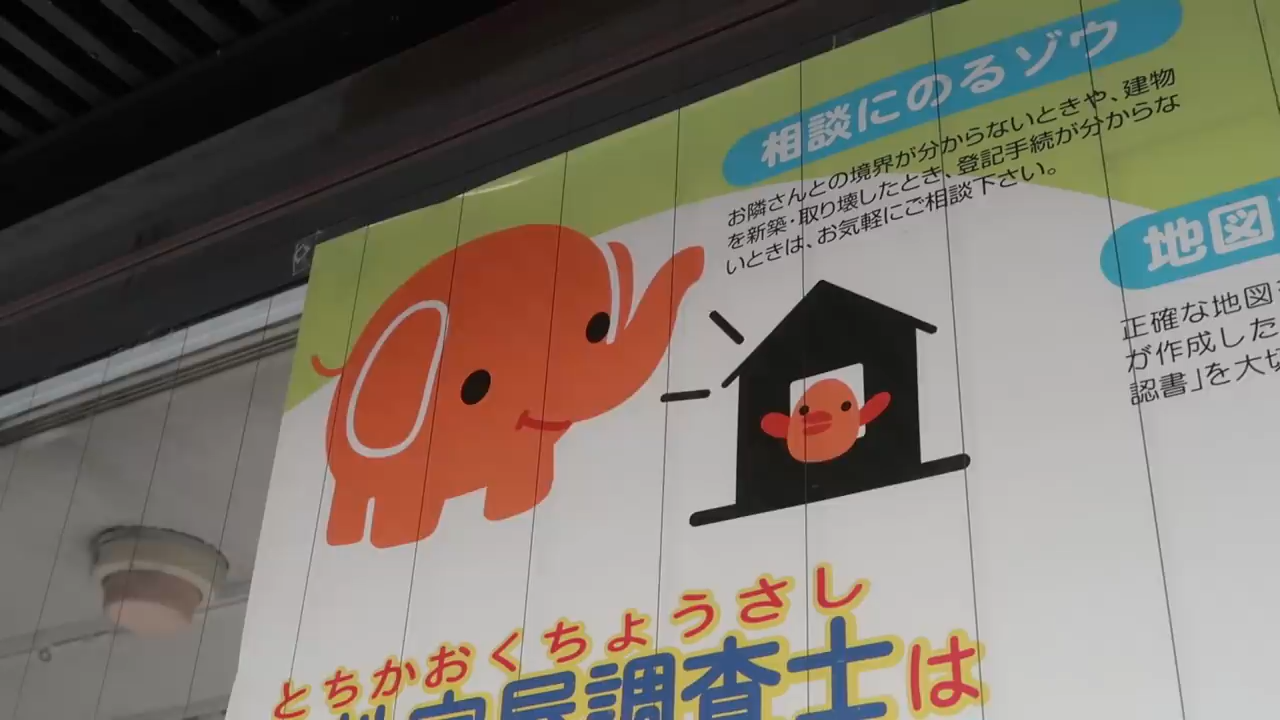 相談にのるゾウ
お隣さんとの境界が分からないときや、建物
を新築・取り壊したとき、登記手続が分からな
いときは、お気軽にご相談下さい。
地図
正確な地図
が作成した
認書」を大切
とちかおくちょうさし
地家屋調査士は